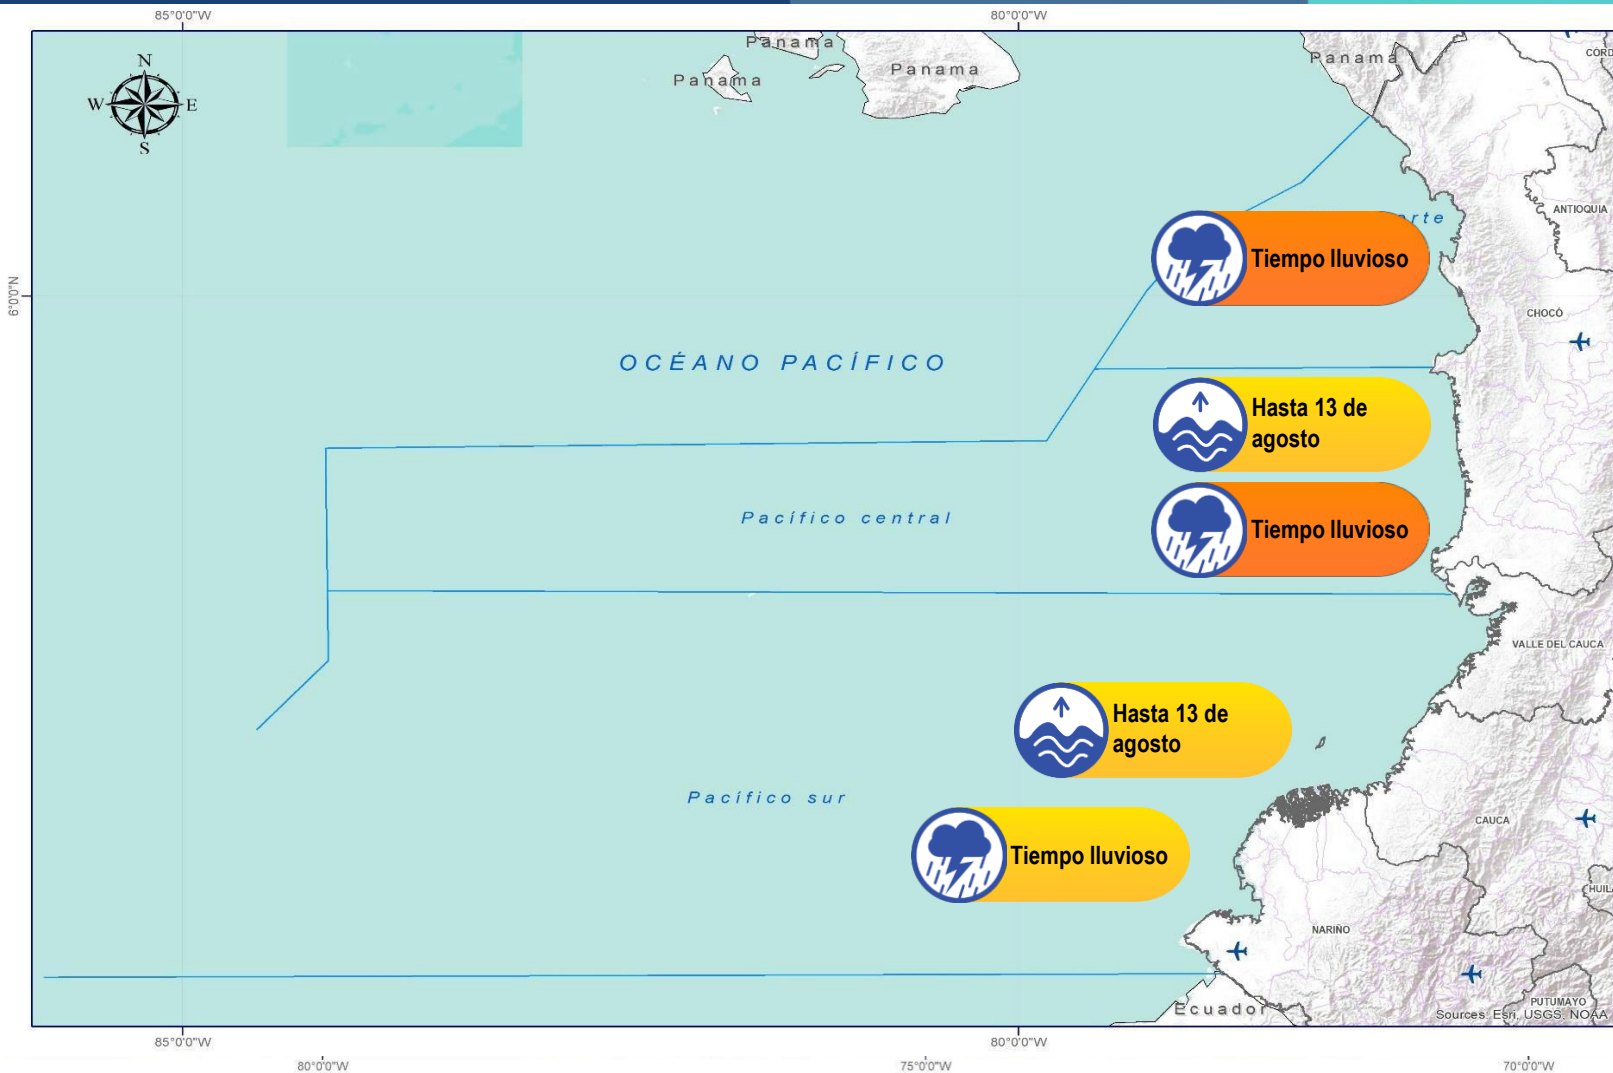 85°0'0"W
80°0'0"W
Panama
Panama
Panama
Panama
CÓRD
N
W
E
S
ANTIOQUIA
rte
Tiempo lluvioso
6°0'0"N
CHOCÓ
OCÉANO PACÍFICO
Hasta 13 de
agosto
Pacífico central
Tiempo lluvioso
VALLE DEL CAUCA
Hasta 13 de
agosto
Pacífico sur
CAUCA
Tiempo lluvioso
HUIL
NARIÑO
PUTUMAYO
Ecuador
Sources: Esri, USGS, NOAA
85°0'0"W
80°0'0"W
80°0'0"W
75°0'0"W
70°0'0"W